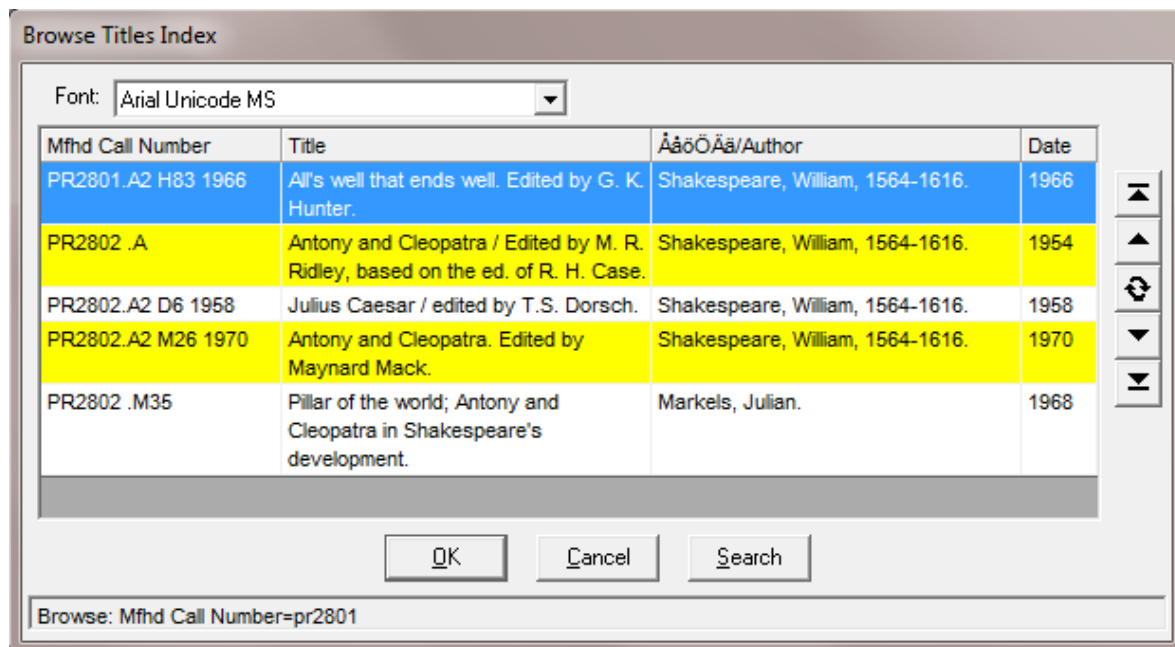 Browse Titles Index
Font: Arial Unicode MS
Mfhd Call Number Title ÅåöÖÄä/Author Date
PR2801.A2 H83 1966 All's well that ends well. Edited by G. K. Shakespeare, William, 1564-1616. 1966
Hunter.
PR2802 .A Antony and Cleopatra / Edited by M. R. Shakespeare, William, 1564-1616. 1954
Ridley, based on the ed. of R. H. Case.
PR2802.A2 D6 1958 Julius Caesar / edited by T.S. Dorsch. Shakespeare, William, 1564-1616. 1958
PR2802.A2 M26 1970 Antony and Cleopatra. Edited by Shakespeare, William, 1564-1616. 1970
Maynard Mack.
PR2802 .M35 Pillar of the world; Antony and Markels, Julian. 1968
Cleopatra in Shakespeare's
development.
OK Cancel Search
Browse: Mfhd Call Number=pr2801